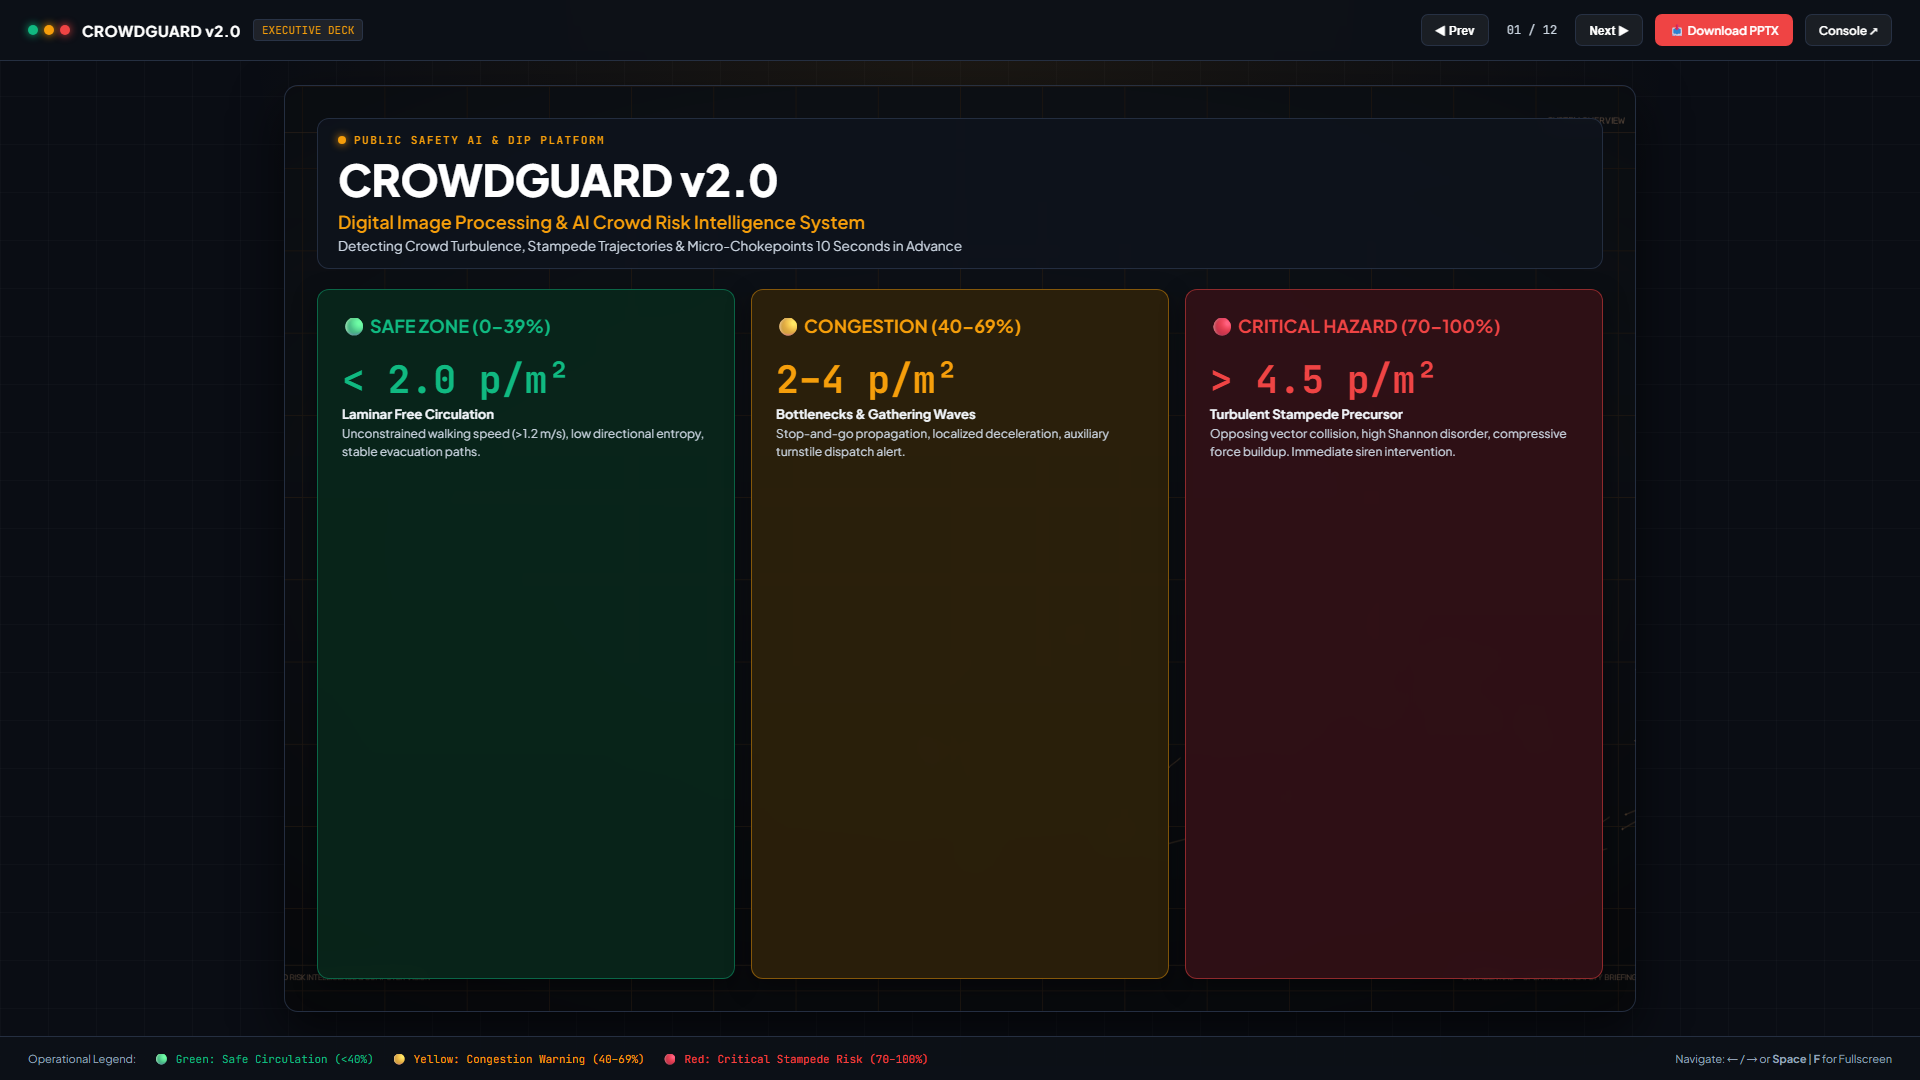 CROWDGUARD v2.0
EXECUTIVE DECK
◀ Prev
01 / 12
Next ▶
Download PPTX
Console ↗
PUBLIC SAFETY AI & DIP PLATFORM
CROWDGUARD v2.0
Digital Image Processing & AI Crowd Risk Intelligence System
Detecting Crowd Turbulence, Stampede Trajectories & Micro-Chokepoints 10 Seconds in Advance
SAFE ZONE (0–39%)
< 2.0 p/m²
Laminar Free Circulation
Unconstrained walking speed (>1.2 m/s), low directional entropy,
stable evacuation paths.
CONGESTION (40–69%)
2–4 p/m²
Bottlenecks & Gathering Waves
Stop-and-go propagation, localized deceleration, auxiliary
turnstile dispatch alert.
CRITICAL HAZARD (70–100%)
> 4.5 p/m²
Turbulent Stampede Precursor
Opposing vector collision, high Shannon disorder, compressive
force buildup. Immediate siren intervention.
Operational Legend:
Green: Safe Circulation (<40%)
Yellow: Congestion Warning (40–69%)
Red: Critical Stampede Risk (70–100%)
Navigate: ← / → or Space | F for Fullscreen